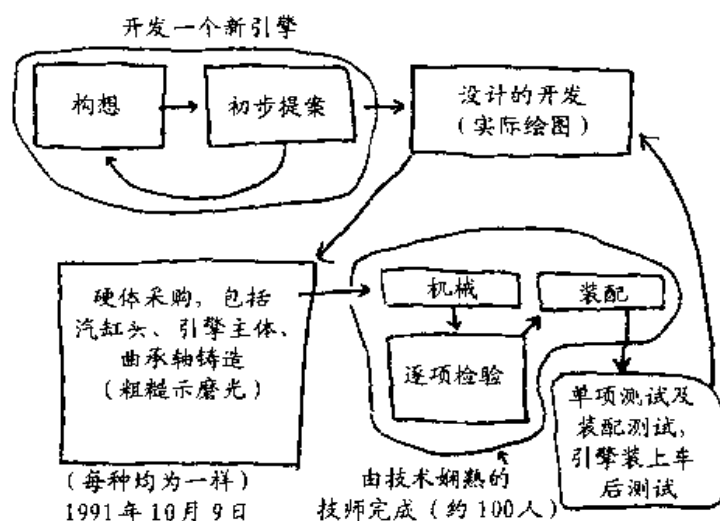 开发一个新引擎
构想
初步提案
设计的开发
(实际绘图)
硬体采购,包括
汽缸头、引擎主体、
曲承轴铸造
(粗糙示磨光)
机械
装配
逐项检验
单项测试及
装配测试,
引擎装上车
后测试
(每种均为一样)
1991年10月9日
由技术娴熟的
技师完成(约100人)